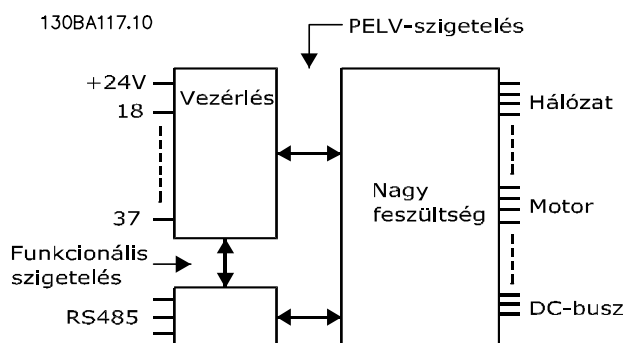 130BA117.10
PELV-szigetelés
+24V
18
37
Vezérlés
Nagy
feszültség
Hálózat
Motor
DC-busz
Funkcionális
szigetelés
RS485